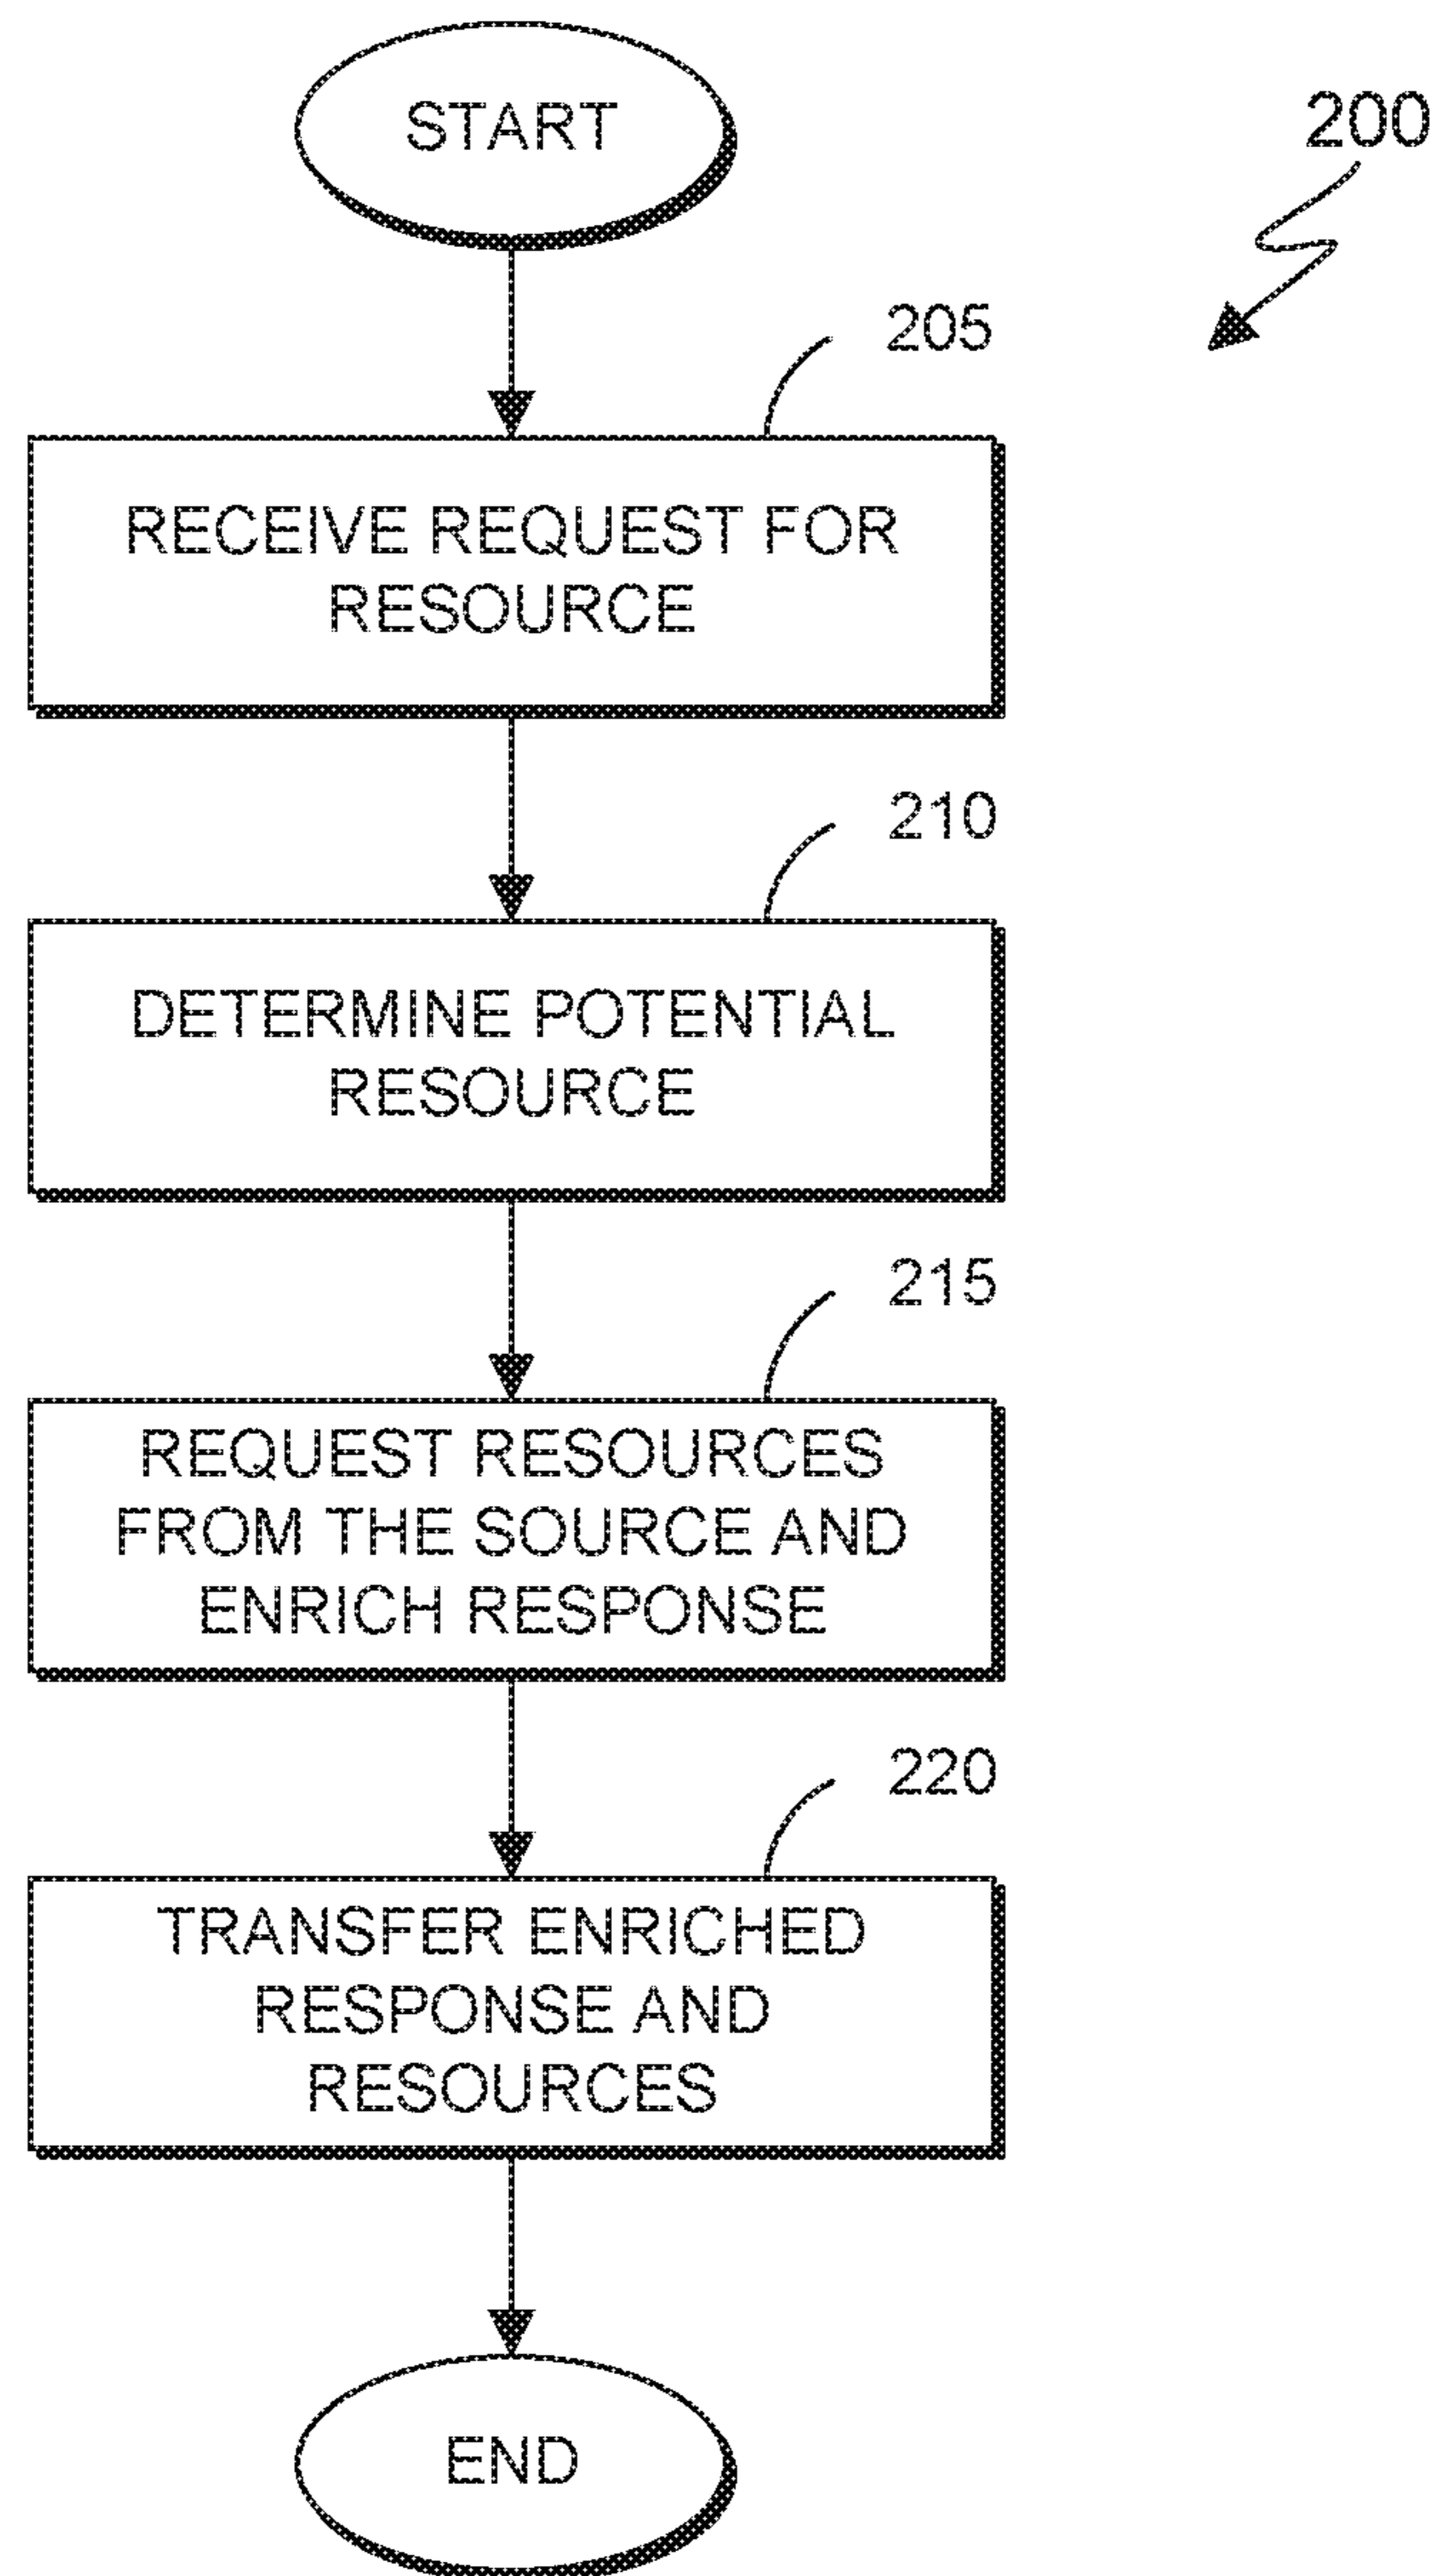 START
200
205
RECEIVE REQUEST FOR
RESOURCE
210
DETERMINE POTENTIAL
RESOURCE
215
REQUEST RESOURCES
FROM THE SOURCE AND
ENRICH RESPONSE
220
TRANSFER ENRICHED
RESPONSE AND
RESOURCES
END